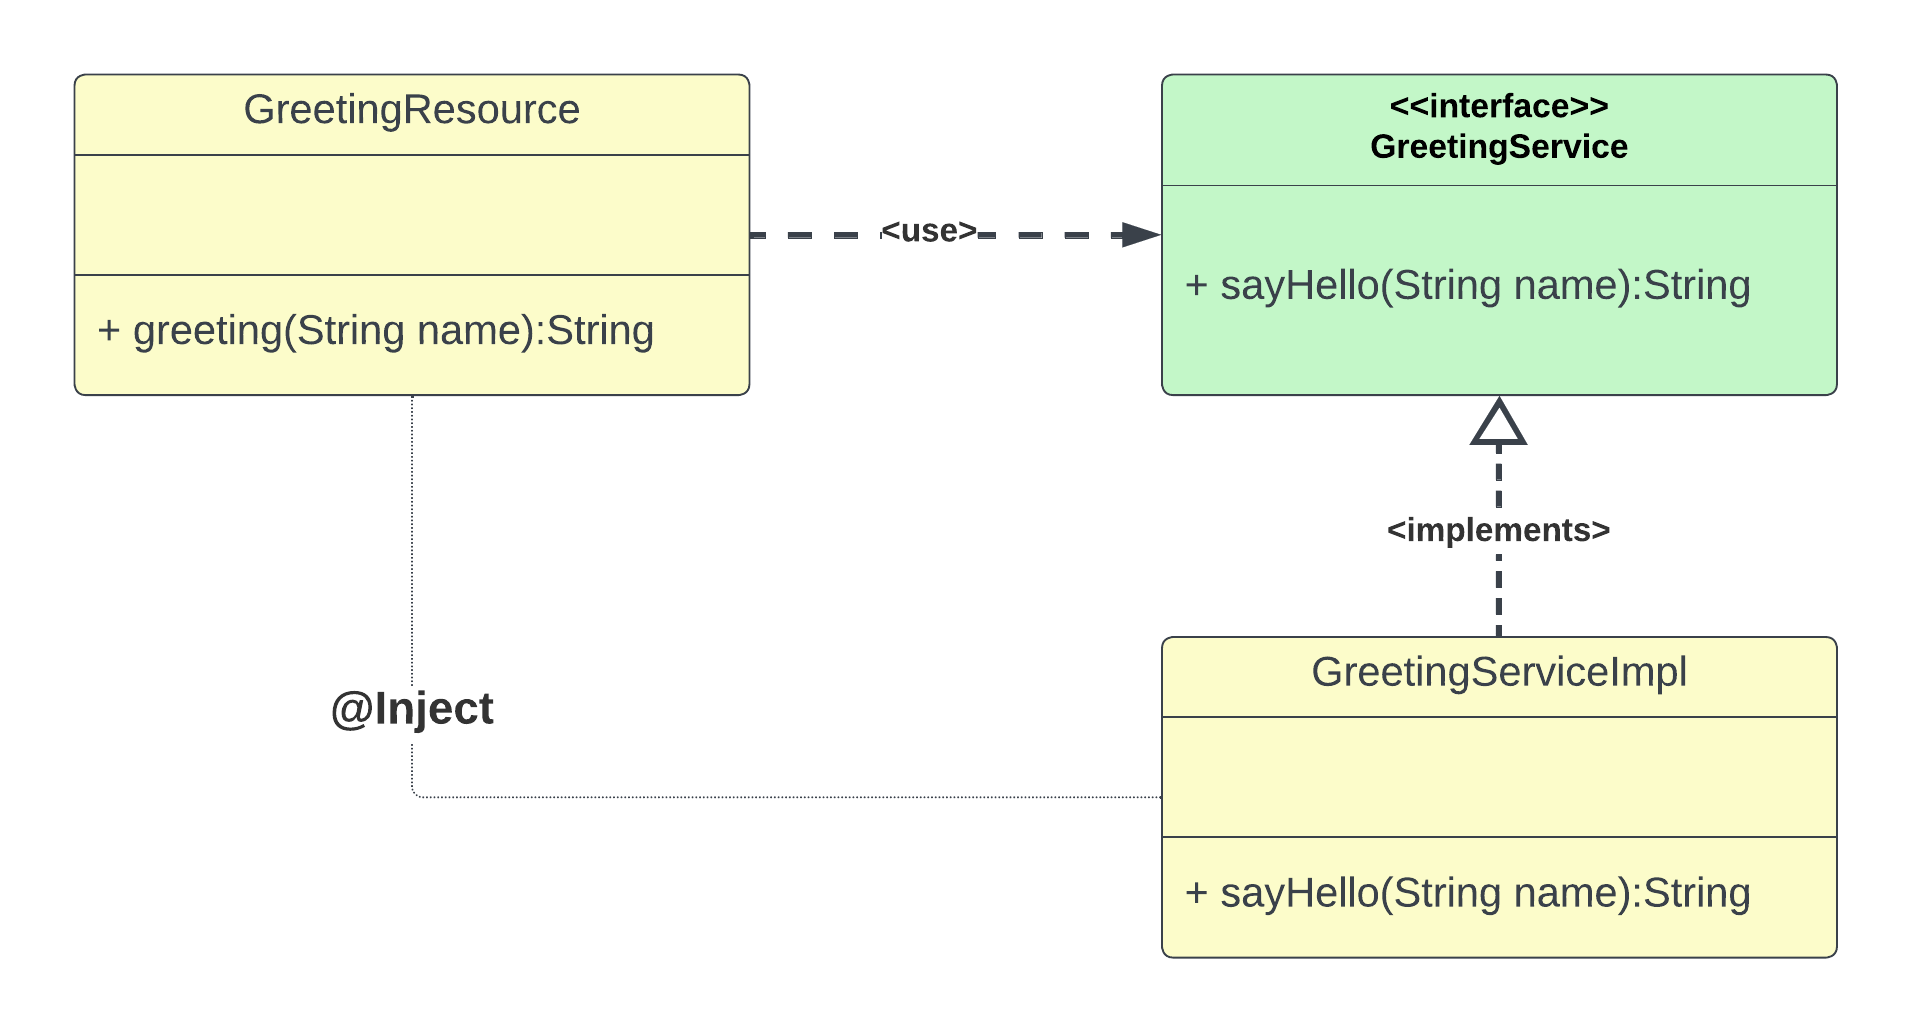 GreetingResource
+ greeting(String name):String
<use>
<<interface>>
GreetingService
+ sayHello(String name):String
<implements>
@Inject
GreetingServiceImpl
+ sayHello(String name):String